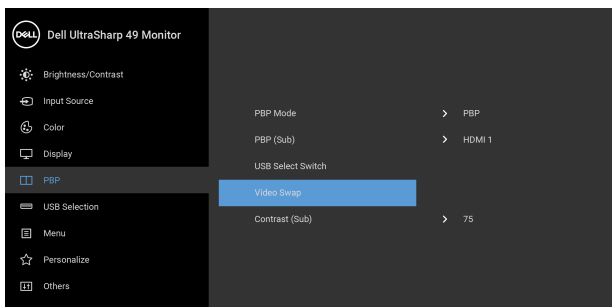 DELL Dell UltraSharp 49 Monitor
Brightness/Contrast
Input Source
Color
Display
PBP
USB Selection
Menu
Personalize
Others
PBP Mode > PBP
PBP (Sub) > HDMI 1
USB Select Switch
Video Swap
Contrast (Sub) > 75